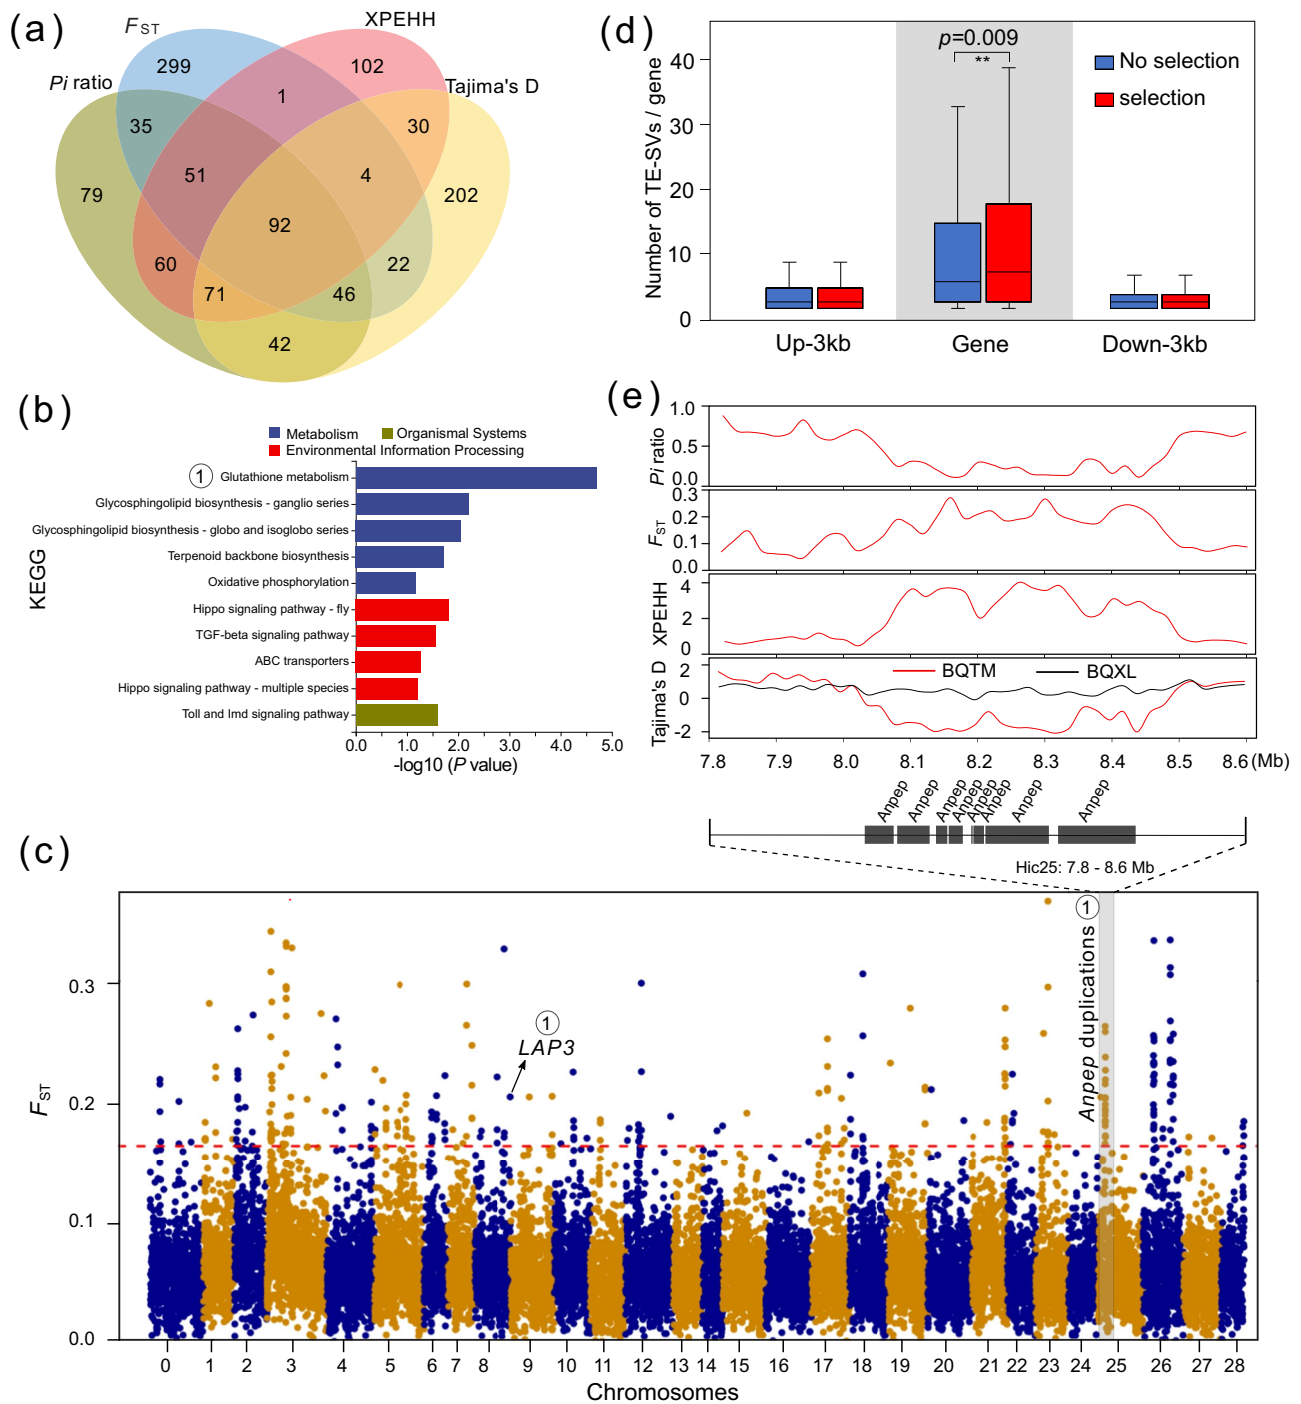 (a)
F_ST
XPEHH
Pi ratio
Tajima's D
299
102
1
35
30
51
4
79
202
92
60
22
71
46
42
(b)
Metabolism
Organismal Systems
Environmental Information Processing
KEGG
① Glutathione metabolism
Glycosphingolipid biosynthesis - ganglio series
Glycosphingolipid biosynthesis - globo and isoglobo series
Terpenoid backbone biosynthesis
Oxidative phosphorylation
Hippo signaling pathway - fly
TGF-beta signaling pathway
ABC transporters
Hippo signaling pathway - multiple species
Toll and Imd signaling pathway
0.0 1.0 2.0 3.0 4.0 5.0
-log10 (P value)
(d)
Number of TE-SVs / gene
40
30
20
10
0
p=0.009
**
No selection
selection
Up-3kb Gene Down-3kb
(e)
Pi ratio
1.0
0.5
0.0
F_ST
0.3
0.2
0.1
0.0
XPEHH
4
2
0
Tajima's D
2
0
-2
BQTM BQXL
7.8 7.9 8.0 8.1 8.2 8.3 8.4 8.5 8.6 (Mb)
Anpep Anpep Anpep Anpep Anpep Anpep Anpep Anpep
Hic25: 7.8 - 8.6 Mb
(c)
F_ST
0.3
0.2
0.1
0.0
①
LAP3
Anpep duplications ①
0 1 2 3 4 5 6 7 8 9 10 11 12 13 14 15 16 17 18 19 20 21 22 23 24 25 26 27 28
Chromosomes